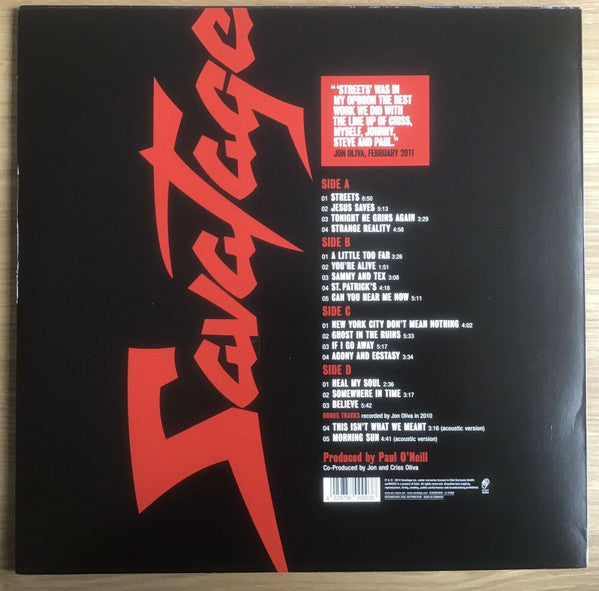 Savatage
"'STREETS' WAS IN
MY OPINION THE BEST
WORK WE DID WITH
THE LINE UP OF CRISS,
MYSELF, JOHNNY,
STEVE AND PAUL."
JON OLIVA, FEBRUARY 2011
SIDE A
01 STREETS 6:50
02 JESUS SAVES 5:13
03 TONIGHT HE GRINS AGAIN 3:29
04 STRANGE REALITY 4:58
SIDE B
01 A LITTLE TOO FAR 3:26
02 YOU'RE ALIVE 1:51
03 SAMMY AND TEX 3:08
04 ST. PATRICK'S 4:18
05 CAN YOU HEAR ME NOW 5:11
SIDE C
01 NEW YORK CITY DON'T MEAN NOTHING 4:02
02 GHOST IN THE RUINS 5:33
03 IF I GO AWAY 5:17
04 AGONY AND ECSTASY 3:34
SIDE D
01 HEAL MY SOUL 2:36
02 SOMEWHERE IN TIME 3:17
03 BELIEVE 5:42
BONUS TRACKS recorded by Jon Oliva in 2010
04 THIS ISN'T WHAT WE MEANT 3:16 (acoustic version)
05 MORNING SUN 4:41 (acoustic version)
Produced by Paul O'Neill
Co-Produced by Jon and Criss Oliva